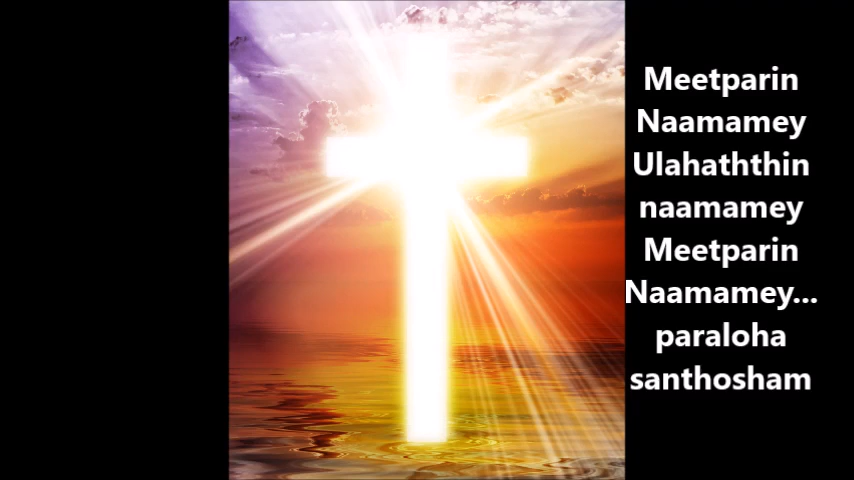 Meetparin
Naamamey
Ulahaththin
naamamey
Meetparin
Naamamey...
paraloha
santhosham